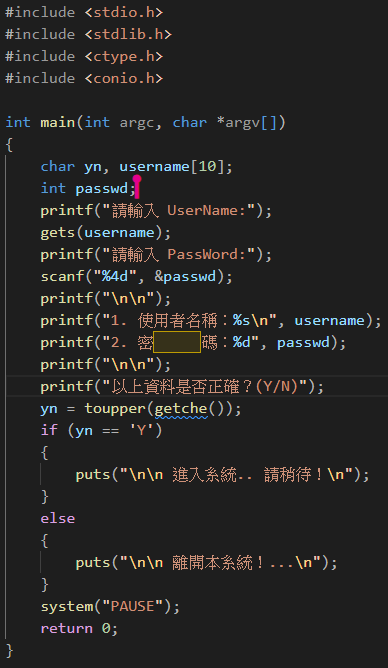 #include <stdio.h>
#include <stdlib.h>
#include <ctype.h>
#include <conio.h>
int main(int argc, char *argv[])
{
char yn, username[10];
int passwd;
printf("請輸入 UserName:");
gets(username);
printf("請輸入 PassWord:");
scanf("%4d", &passwd);
printf("\n\n");
printf("1. 使用者名稱：%s\n", username);
printf("2. 密　　碼：%d", passwd);
printf("\n\n");
printf("以上資料是否正確？(Y/N)");
yn = toupper(getche());
if (yn == 'Y')
{
puts("\n\n 進入系統.. 請稍待！\n");
}
else
{
puts("\n\n 離開本系統！...\n");
}
system("PAUSE");
return 0;
}